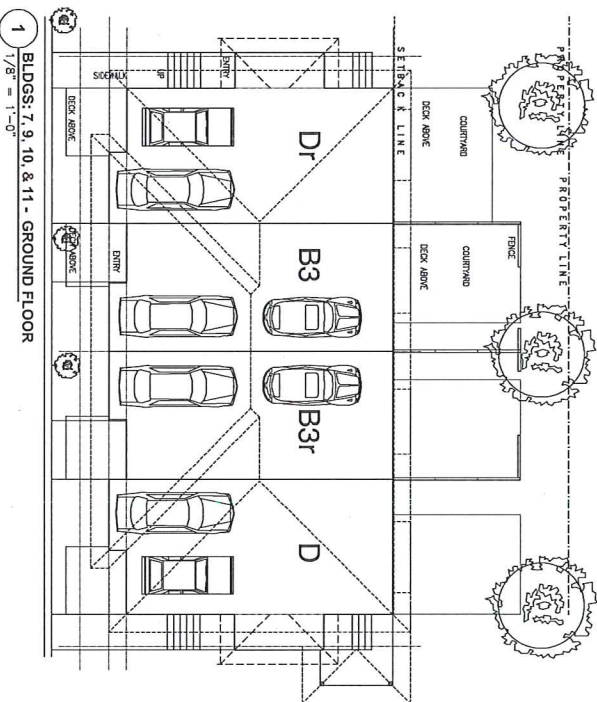 PROPERTY LINE PROPERTY LINE
SETBACK LINE
COURTYARD
DECK ABOVE
FENCE
COURTYARD
DECK ABOVE
ENTRY
UP
SIDEWALK
DECK ABOVE
Dr
B3
B3r
D
ENTRY
DECK ABOVE
1
BLDGS: 7, 9, 10, & 11 - GROUND FLOOR
1/8" = 1'-0"